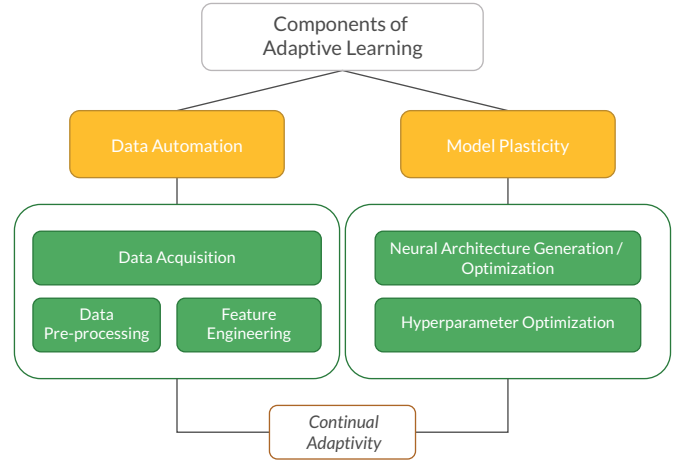 Components of
Adaptive Learning
Data Automation
Model Plasticity
Data Acquisition
Data
Pre-processing
Feature
Engineering
Neural Architecture Generation /
Optimization
Hyperparameter Optimization
Continual
Adaptivity